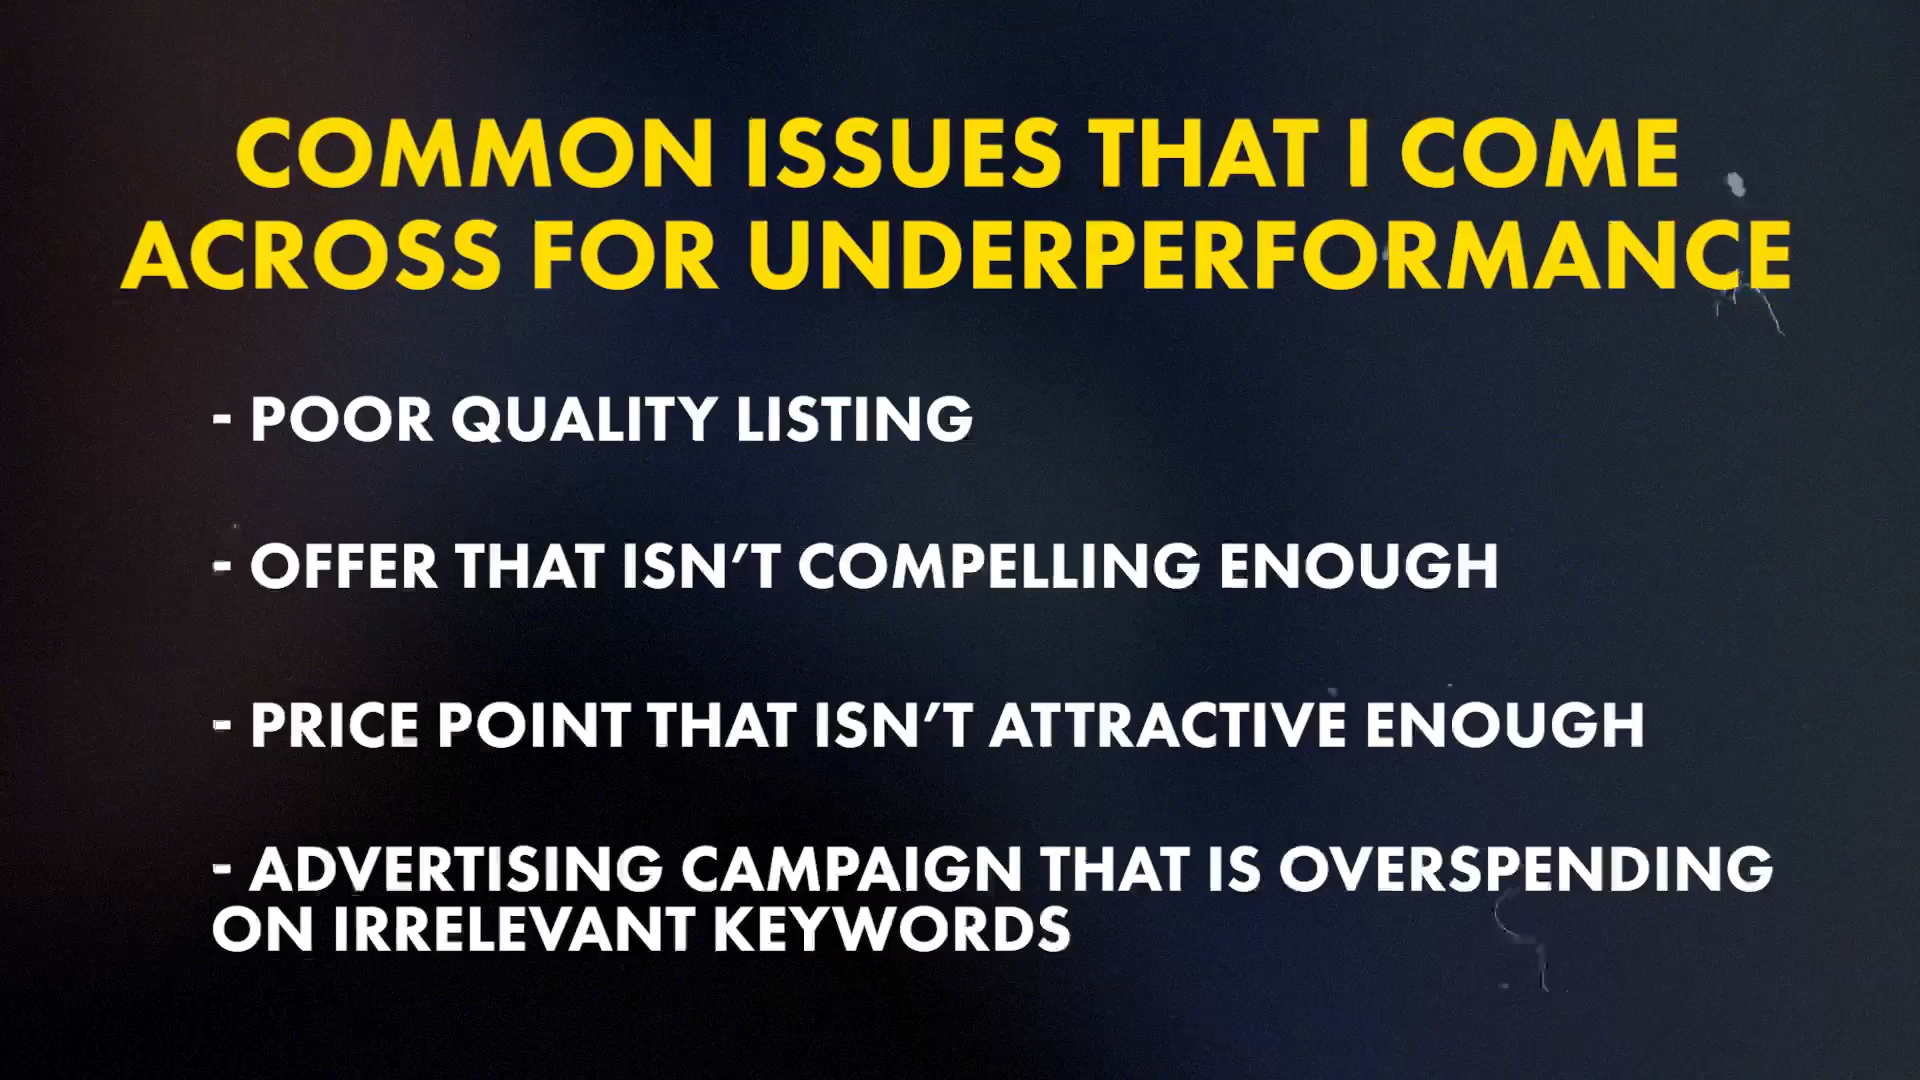 COMMON ISSUES THAT I COME
ACROSS FOR UNDERPERFORMANCE
- POOR QUALITY LISTING
- OFFER THAT ISN’T COMPELLING ENOUGH
- PRICE POINT THAT ISN’T ATTRACTIVE ENOUGH
- ADVERTISING CAMPAIGN THAT IS OVERSPENDING
ON IRRELEVANT KEYWORDS